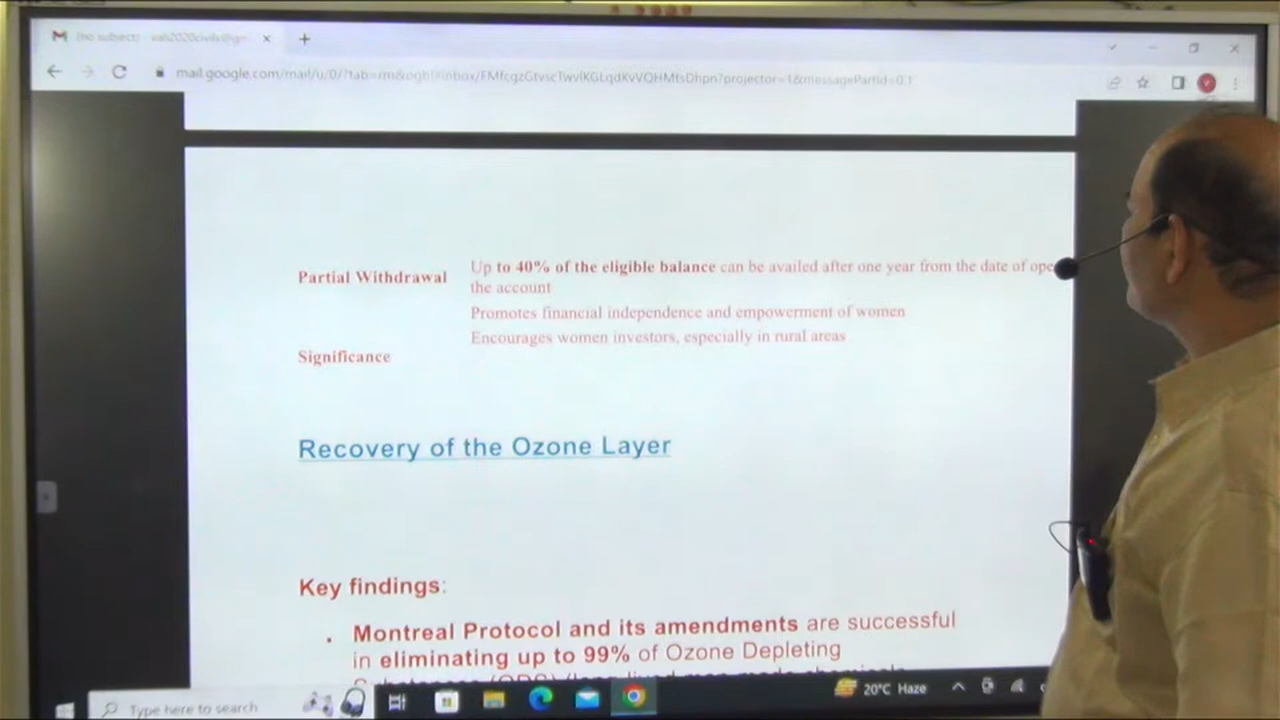 (no subject) - vali2020civils@gm
mail.google.com/mail/u/0/?tab=rm&ogbl#inbox/FMfcgzGtvscTwvlKGLqdKvVQHMtsDhpn?projector=1&messagePartId=0.1
Partial Withdrawal
Up to 40% of the eligible balance can be availed after one year from the date of ope
the account
Promotes financial independence and empowerment of women
Encourages women investors, especially in rural areas
Significance
Recovery of the Ozone Layer
Key findings:
Montreal Protocol and its amendments are successful
in eliminating up to 99% of Ozone Depleting
Type here to search
20°C Haze